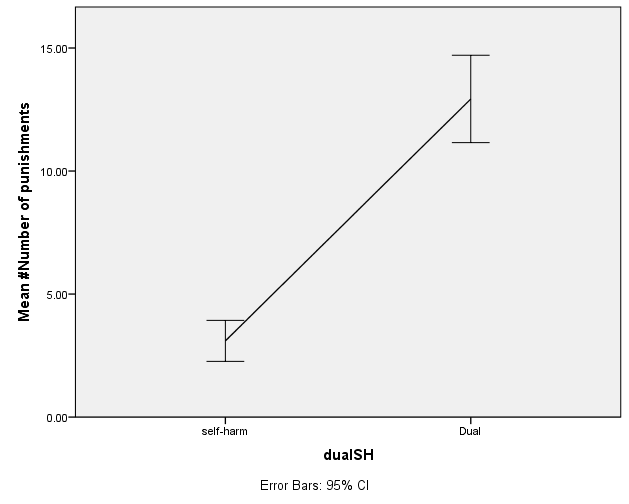 15.00
10.00
5.00
0.00
Mean #Number of punishments
self-harm
Dual
dualSH
Error Bars: 95% CI